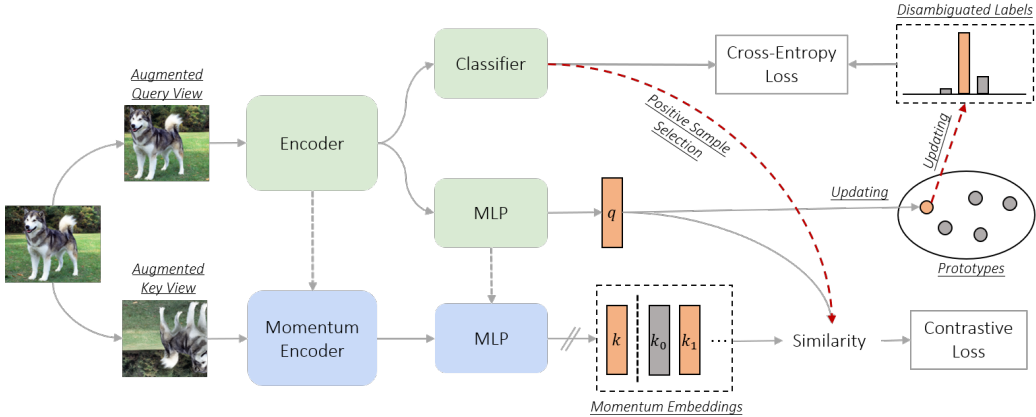 Disambiguated Labels
Augmented
Query View
Encoder
Classifier
Cross-Entropy
Loss
Positive Sample
Selection
Updating
MLP
q
Updating
Prototypes
Augmented
Key View
Momentum
Encoder
MLP
k
k₀
k₁
...
Momentum Embeddings
Similarity
Contrastive
Loss